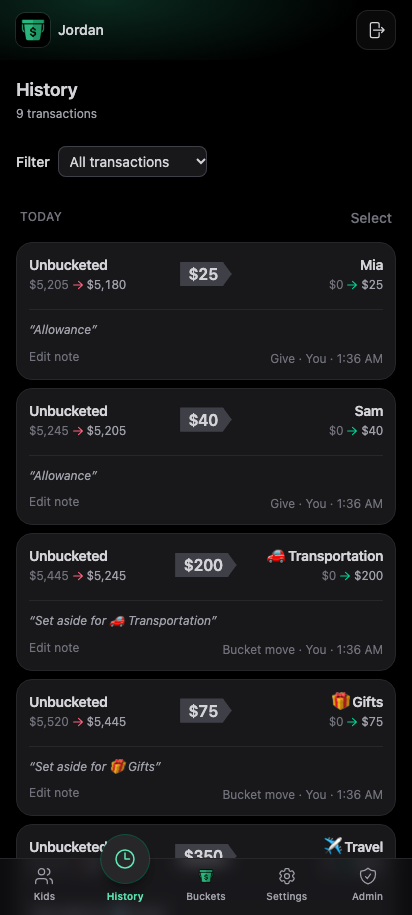 $
Jordan
History
9 transactions
Filter All transactions
TODAY Select
Unbucketed $25 Mia
$5,205 → $5,180 $0 → $25
“Allowance”
Edit note Give · You · 1:36 AM
Unbucketed $40 Sam
$5,245 → $5,205 $0 → $40
“Allowance”
Edit note Give · You · 1:36 AM
Unbucketed $200 🚗 Transportation
$5,445 → $5,245 $0 → $200
“Set aside for 🚗 Transportation”
Edit note Bucket move · You · 1:36 AM
Unbucketed $75 🎁 Gifts
$5,520 → $5,445 $0 → $75
“Set aside for 🎁 Gifts”
Edit note Bucket move · You · 1:36 AM
Unbucketed $350 ✈️ Travel
Kids History Buckets Settings Admin